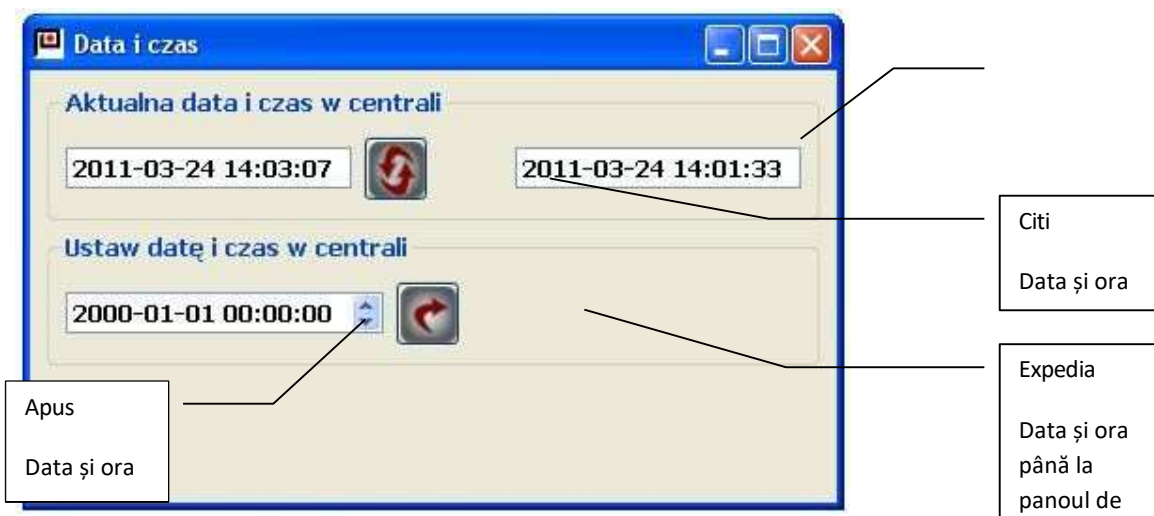 Data i czas
Aktualna data i czas w centrali
2011-03-24 14:03:07
2011-03-24 14:01:33
Ustaw datę i czas w centrali
2000-01-01 00:00:00
Citi
Data și ora
Expedia
Data și ora
până la
panoul de
Apus
Data și ora